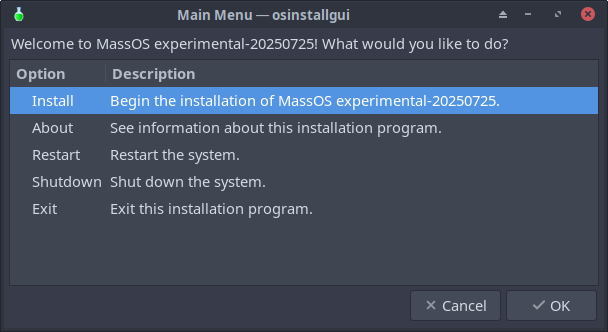 Main Menu — osinstallgui
Welcome to MassOS experimental-20250725! What would you like to do?
Option Description
Install Begin the installation of MassOS experimental-20250725.
About See information about this installation program.
Restart Restart the system.
Shutdown Shut down the system.
Exit Exit this installation program.
Cancel OK